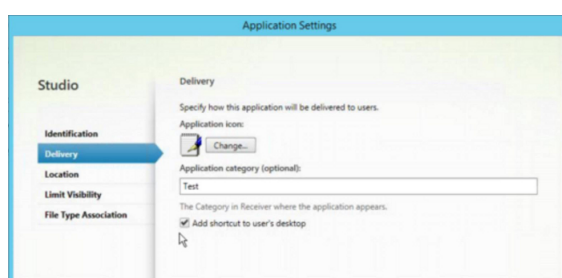 Application Settings
Studio
Identification
Delivery
Location
Limit Visibility
File Type Association
Delivery
Specify how this application will be delivered to users.
Application icon:
Change...
Application category (optional):
Test
The Category in Receiver where the application appears.
Add shortcut to user's desktop